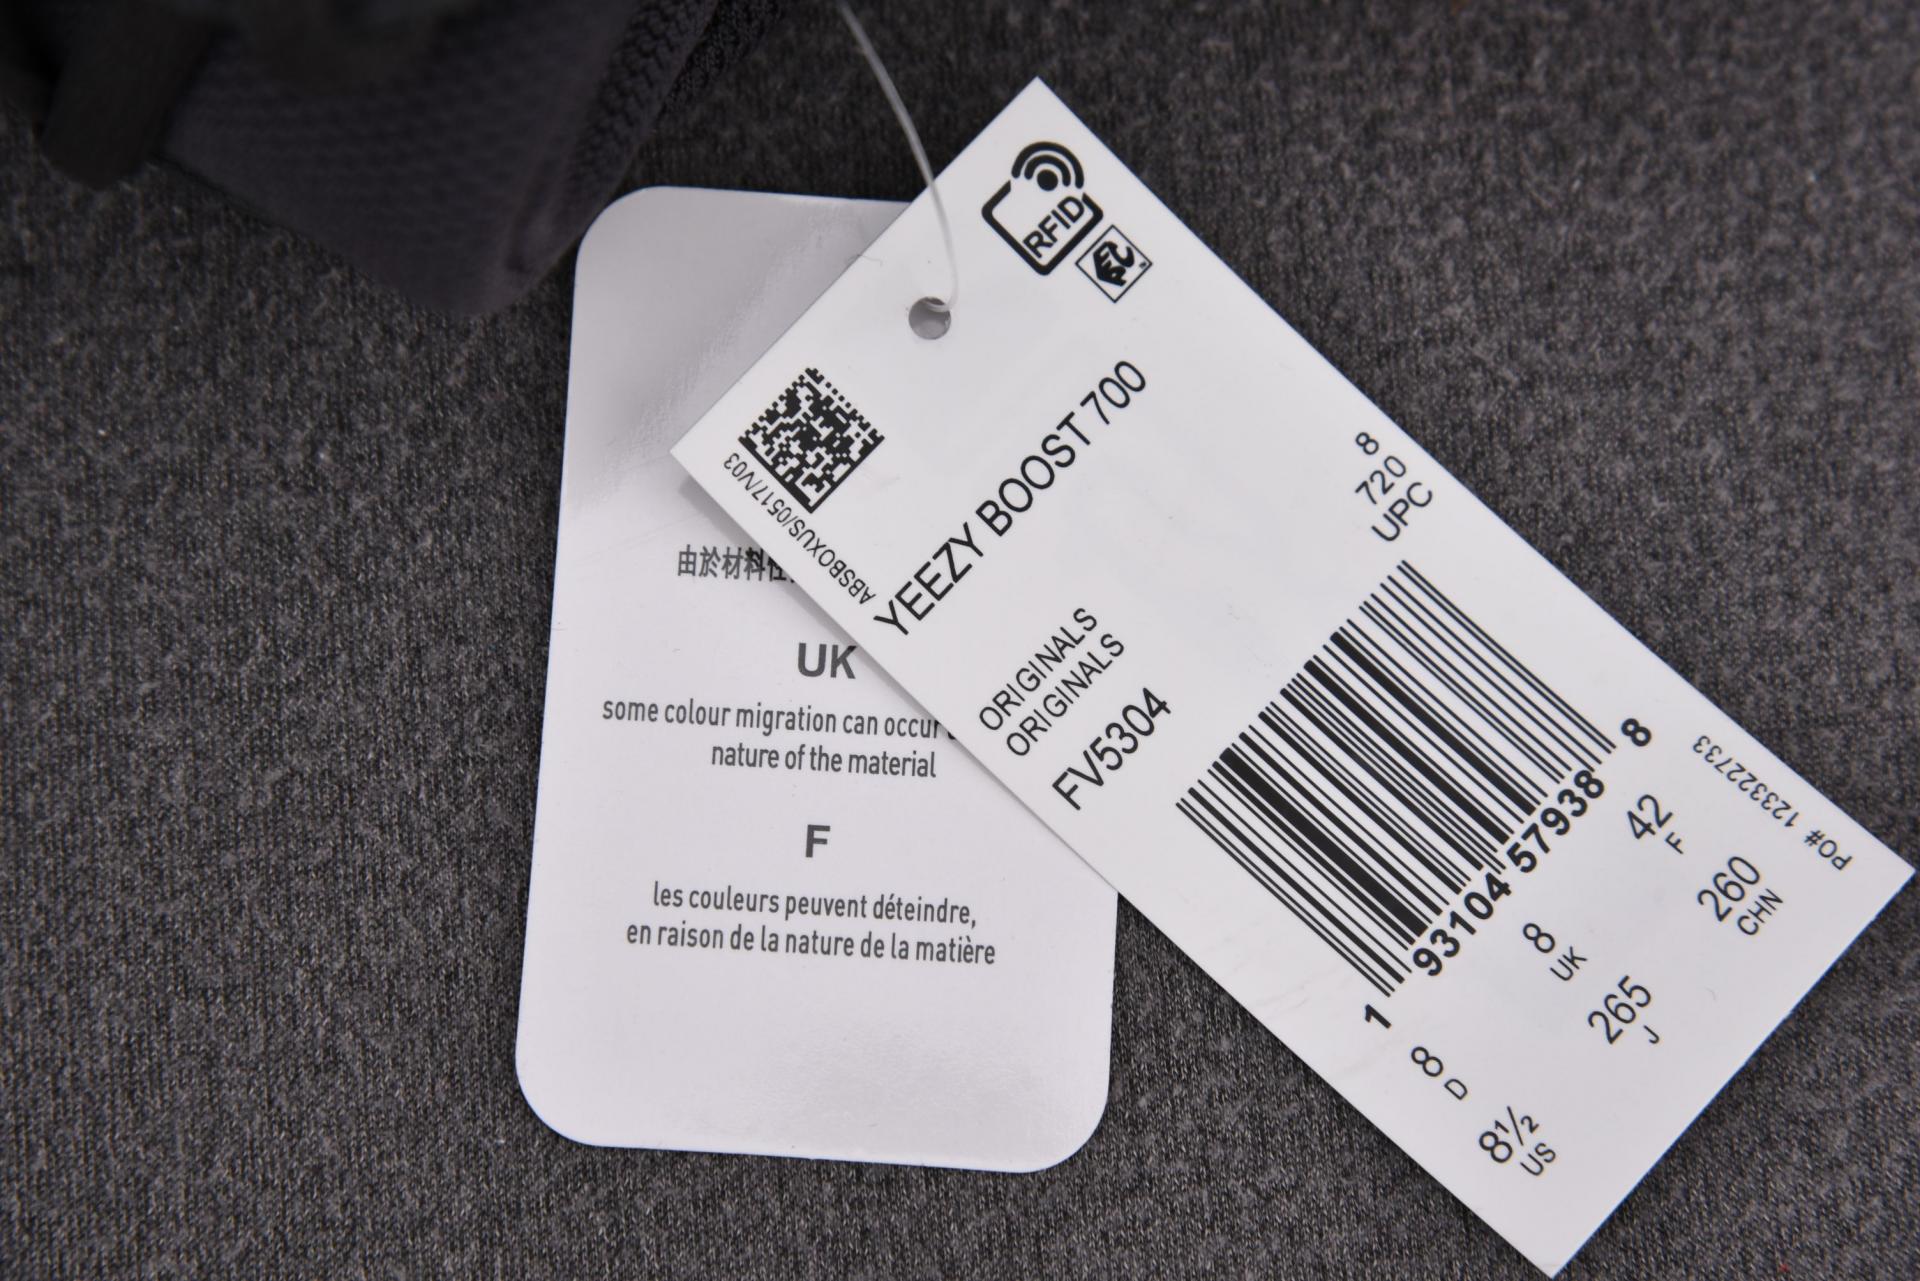 RFID
EPC
ABSBOXUS/0517/V03
YEEZY BOOST 700
ORIGINALS
ORIGINALS
FV5304
8
720
UPC
1 93104 57938 8
8 D
8 UK
42 F
8½ US
265 J
260 CHN
PO# 123322733
由於材料性
UK
some colour migration can occur
nature of the material
F
les couleurs peuvent déteindre,
en raison de la nature de la matière